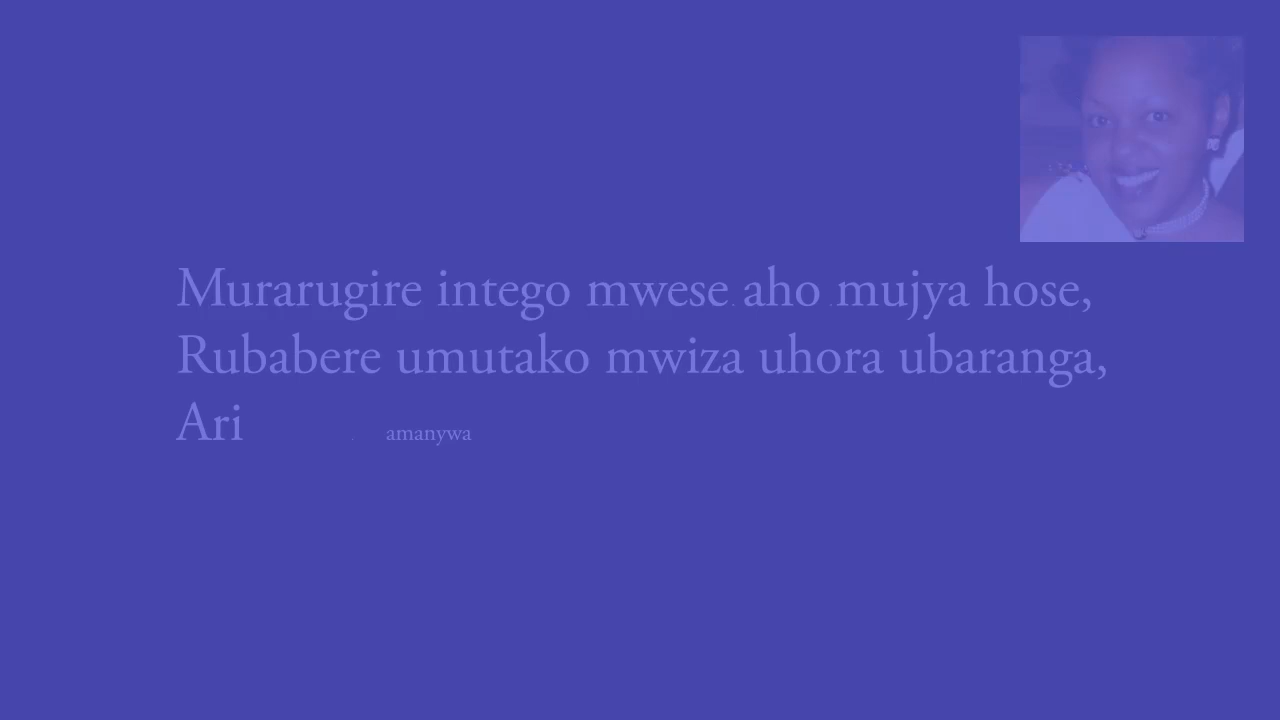 Murarugire intego mwese aho mujya hose,
Rubabere umutako mwiza uhora ubaranga,
Ari amanywa